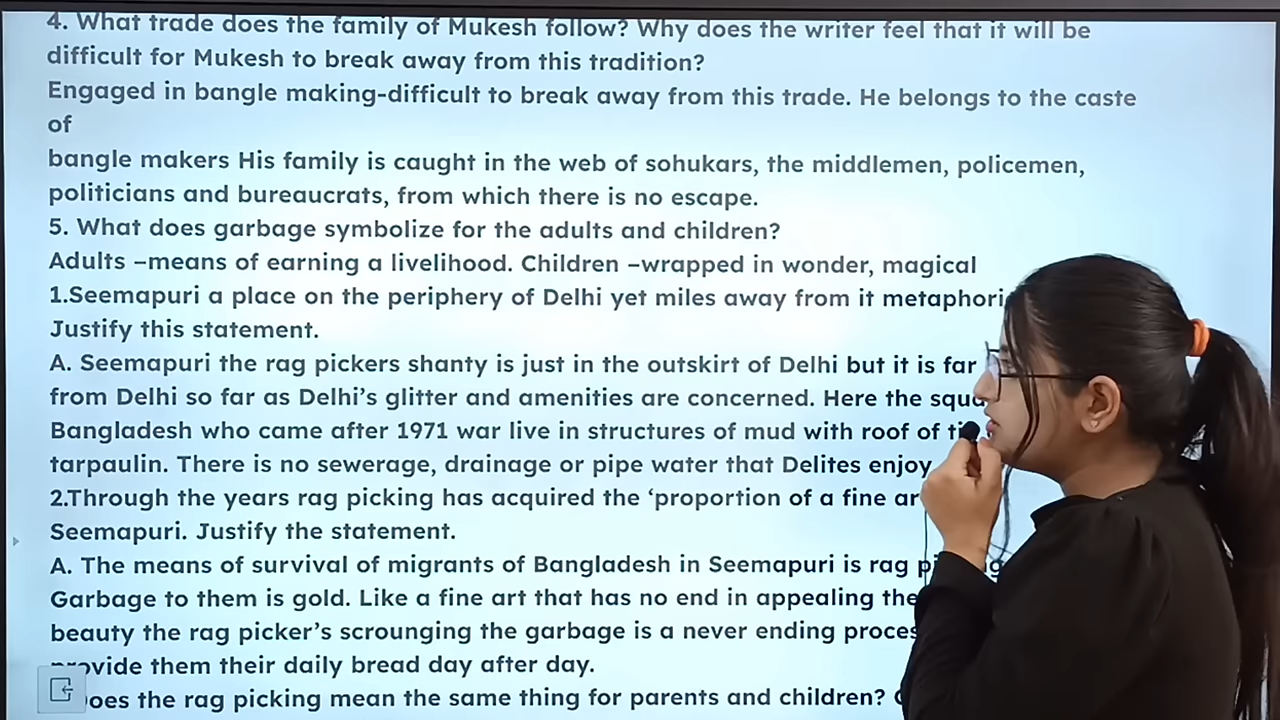 4. What trade does the family of Mukesh follow? Why does the writer feel that it will be
difficult for Mukesh to break away from this tradition?
Engaged in bangle making-difficult to break away from this trade. He belongs to the caste
of
bangle makers His family is caught in the web of sohukars, the middlemen, policemen,
politicians and bureaucrats, from which there is no escape.
5. What does garbage symbolize for the adults and children?
Adults –means of earning a livelihood. Children –wrapped in wonder, magical
1.Seemapuri a place on the periphery of Delhi yet miles away from it
Justify this statement.
A. Seemapuri the rag pickers shanty is just in the outskirt of Delhi but it is far
from Delhi so far as Delhi's glitter and amenities are concerned. Here the
Bangladesh who came after 1971 war live in structures of mud with roof of
tarpaulin. There is no sewerage, drainage or pipe water that Delites enjoy
2.Through the years rag picking has acquired the ‘proportion of a fine
Seemapuri. Justify the statement.
A. The means of survival of migrants of Bangladesh in Seemapuri is rag
Garbage to them is gold. Like a fine art that has no end in appealing the
beauty the rag picker's scrounging the garbage is a never ending
provide them their daily bread day after day.
Does the rag picking mean the same thing for parents and children?